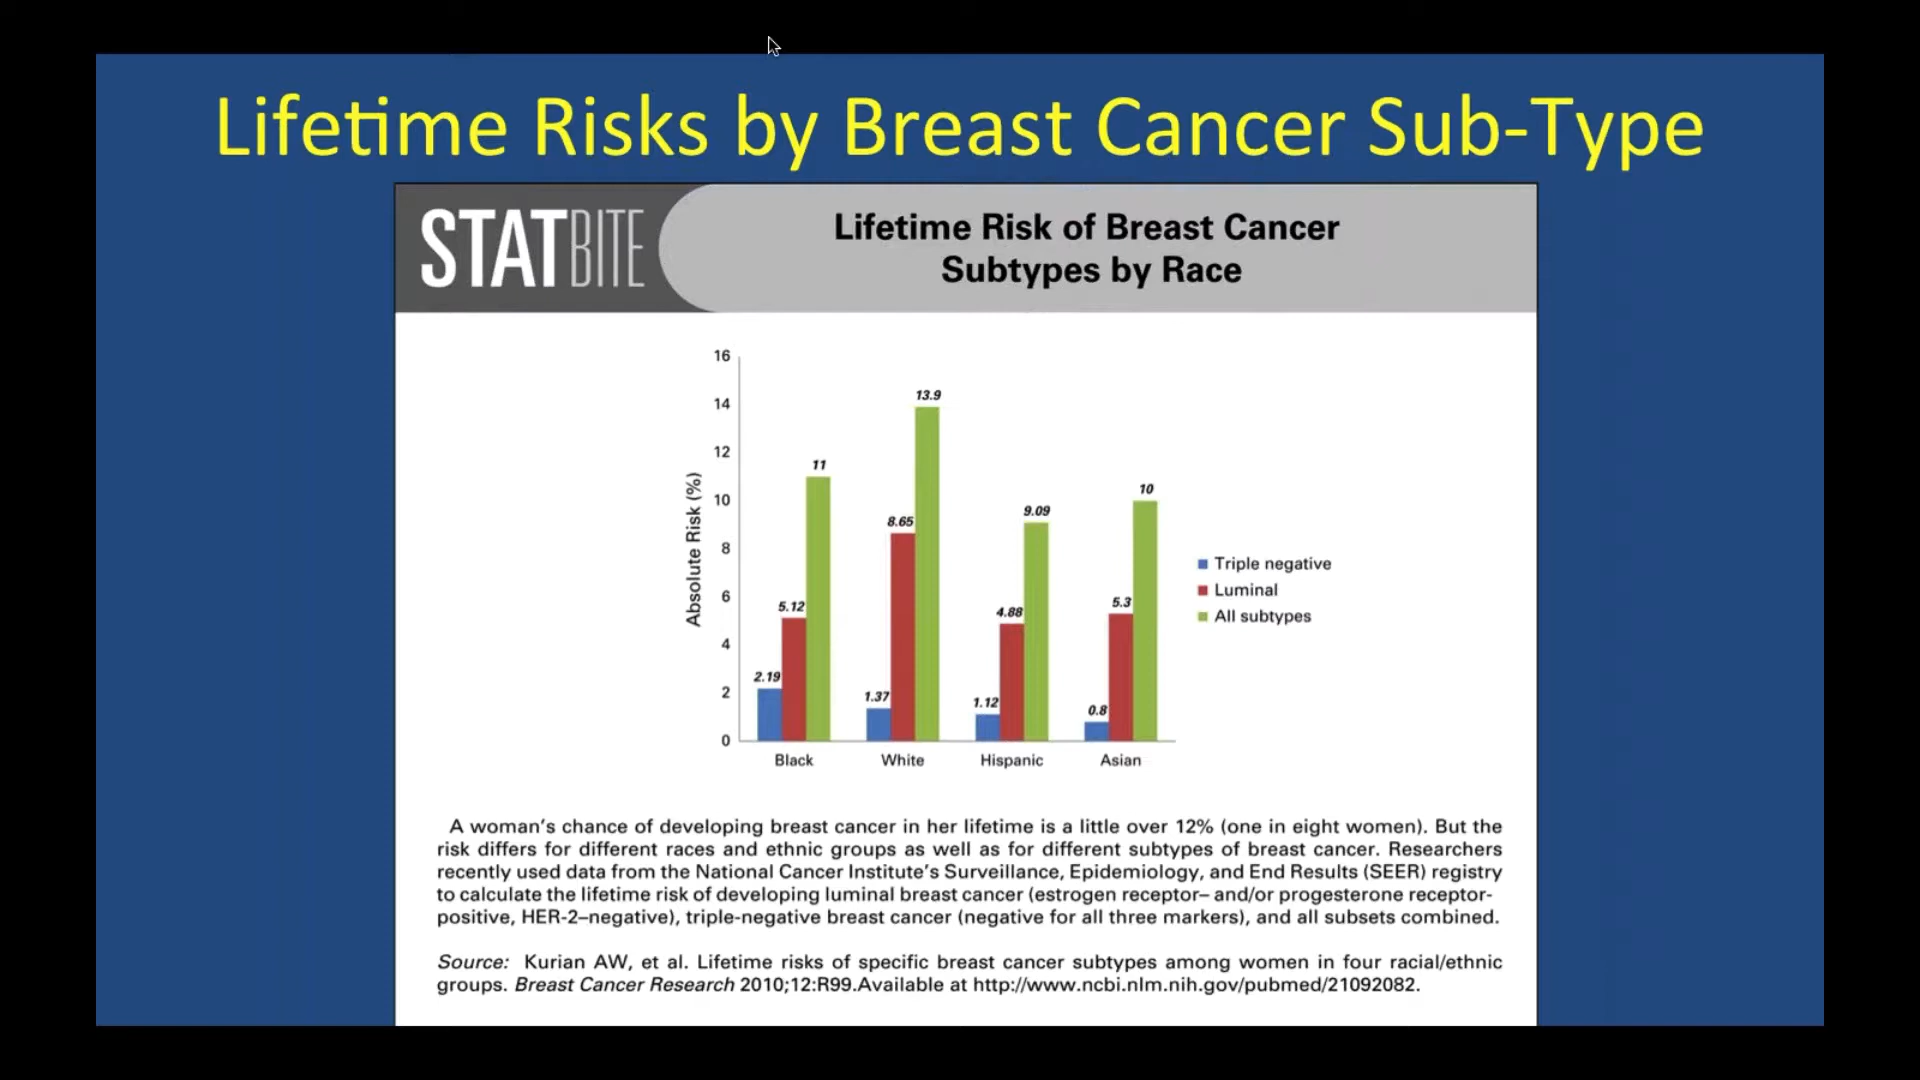 Lifetime Risks by Breast Cancer Sub-Type
STATBITE
Lifetime Risk of Breast Cancer
Subtypes by Race
16
14
12
10
8
6
4
2
0
Absolute Risk (%)
2.19
5.12
11
1.37
8.65
13.9
1.12
4.88
9.09
0.8
5.3
10
Black
White
Hispanic
Asian
Triple negative
Luminal
All subtypes
A woman's chance of developing breast cancer in her lifetime is a little over 12% (one in eight women). But the
risk differs for different races and ethnic groups as well as for different subtypes of breast cancer. Researchers
recently used data from the National Cancer Institute's Surveillance, Epidemiology, and End Results (SEER) registry
to calculate the lifetime risk of developing luminal breast cancer (estrogen receptor– and/or progesterone receptor-
positive, HER-2–negative), triple-negative breast cancer (negative for all three markers), and all subsets combined.
Source: Kurian AW, et al. Lifetime risks of specific breast cancer subtypes among women in four racial/ethnic
groups. Breast Cancer Research 2010;12:R99.Available at http://www.ncbi.nlm.nih.gov/pubmed/21092082.